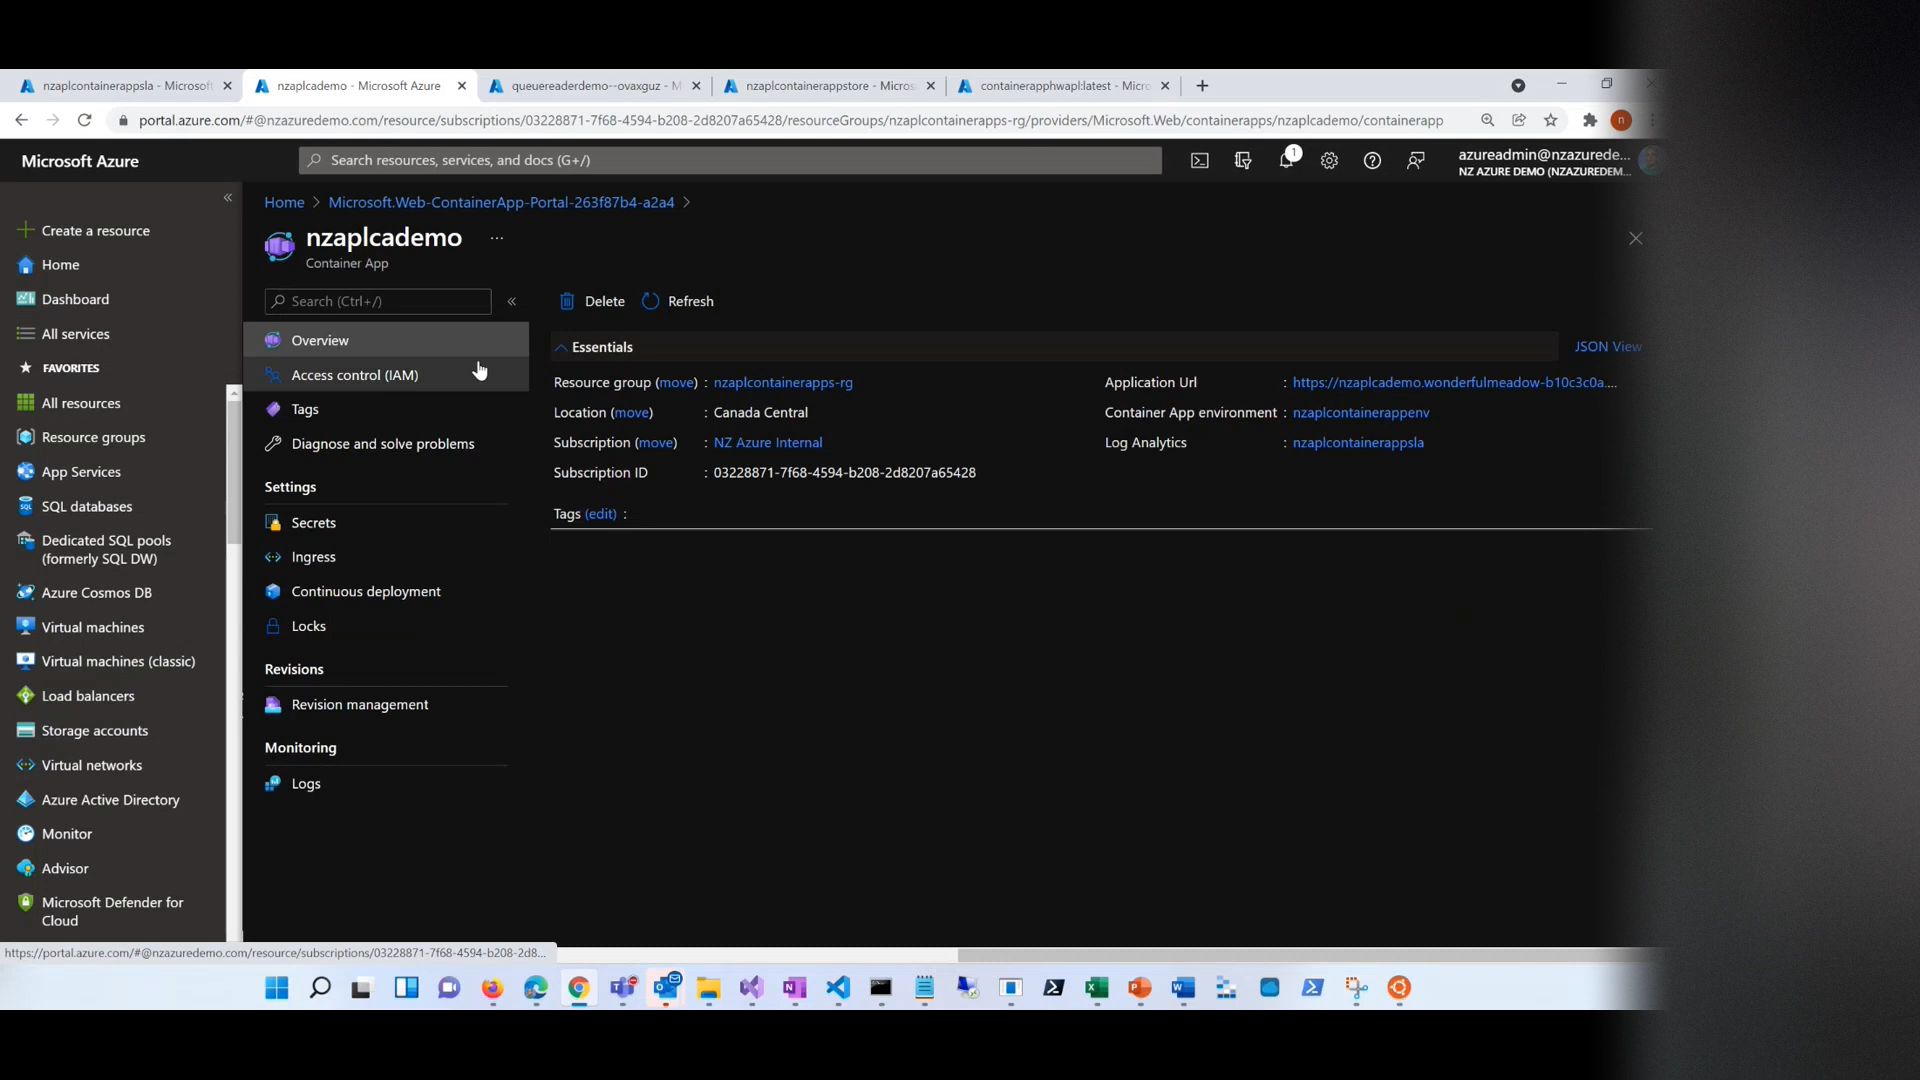 nzaplcontainerappsla - Microsoft
nzaplcademo - Microsoft Azure
queuereaderdemo--ovaxguz - M
nzaplcontainerappstore - Micros
containerapphwapl:latest - Micro
portal.azure.com/#@nzazuredemo.com/resource/subscriptions/03228871-7f68-4594-b208-2d8207a65428/resourceGroups/nzaplcontainerapps-rg/providers/Microsoft.Web/containerapps/nzaplcademo/containerapp
n
Microsoft Azure
Search resources, services, and docs (G+/)
1
azureadmin@nzazurede...
NZ AZURE DEMO (NZAZUREDEM...
Create a resource
Home
Dashboard
All services
FAVORITES
All resources
Resource groups
App Services
SQL databases
Dedicated SQL pools
(formerly SQL DW)
Azure Cosmos DB
Virtual machines
Virtual machines (classic)
Load balancers
Storage accounts
Virtual networks
Azure Active Directory
Monitor
Advisor
Microsoft Defender for
Cloud
Home > Microsoft.Web-ContainerApp-Portal-263f87b4-a2a4 >
nzaplcademo ...
Container App
Search (Ctrl+/)
Overview
Access control (IAM)
Tags
Diagnose and solve problems
Settings
Secrets
Ingress
Continuous deployment
Locks
Revisions
Revision management
Monitoring
Logs
Delete
Refresh
Essentials
JSON View
Resource group (move) : nzaplcontainerapps-rg
Location (move) : Canada Central
Subscription (move) : NZ Azure Internal
Subscription ID : 03228871-7f68-4594-b208-2d8207a65428
Application Url : https://nzaplcademo.wonderfulmeadow-b10c3c0a....
Container App environment : nzaplcontainerappenv
Log Analytics : nzaplcontainerappsla
Tags (edit) :
https://portal.azure.com/#@nzazuredemo.com/resource/subscriptions/03228871-7f68-4594-b208-2d8...